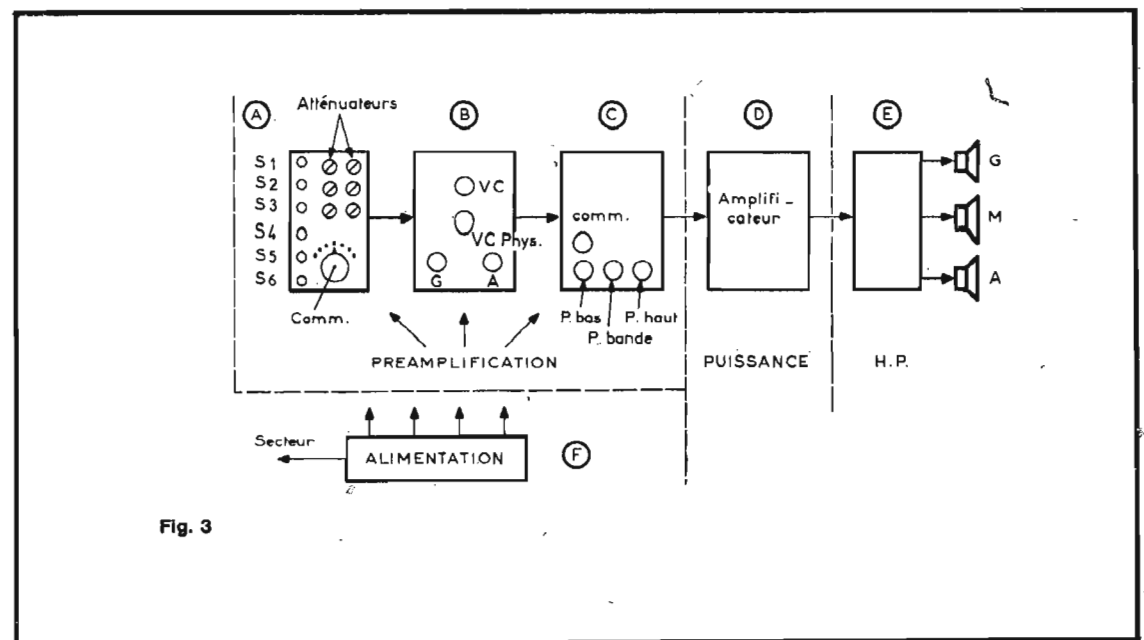 A
Atténuateurs
B
C
D
E
S1
S2
S3
S4
S5
S6
Comm.
VC
VC Phys.
G
A
comm.
P. bas
P. bande
P. haut
Amplifi-
cateur
G
M
A
PREAMPLIFICATION
PUISSANCE
H.P.
Secteur
ALIMENTATION
F
Fig. 3